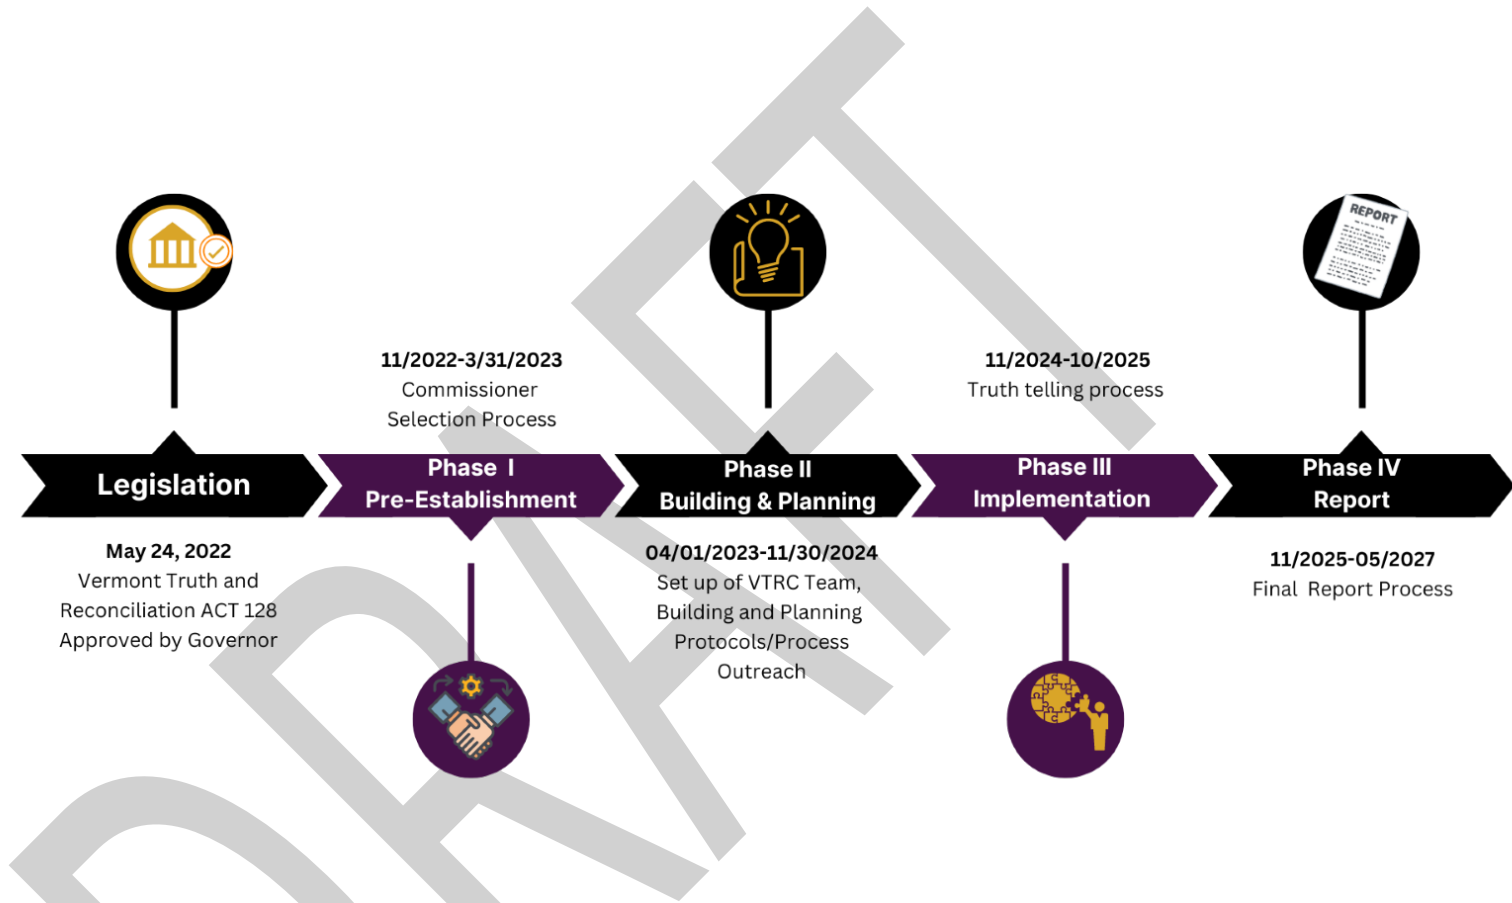 Legislation
May 24, 2022
Vermont Truth and
Reconciliation ACT 128
Approved by Governor
11/2022-3/31/2023
Commissioner
Selection Process
Phase I
Pre-Establishment
Phase II
Building & Planning
04/01/2023-11/30/2024
Set up of VTRC Team,
Building and Planning
Protocols/Process
Outreach
11/2024-10/2025
Truth telling process
Phase III
Implementation
REPORT
Phase IV
Report
11/2025-05/2027
Final Report Process
DRAFT